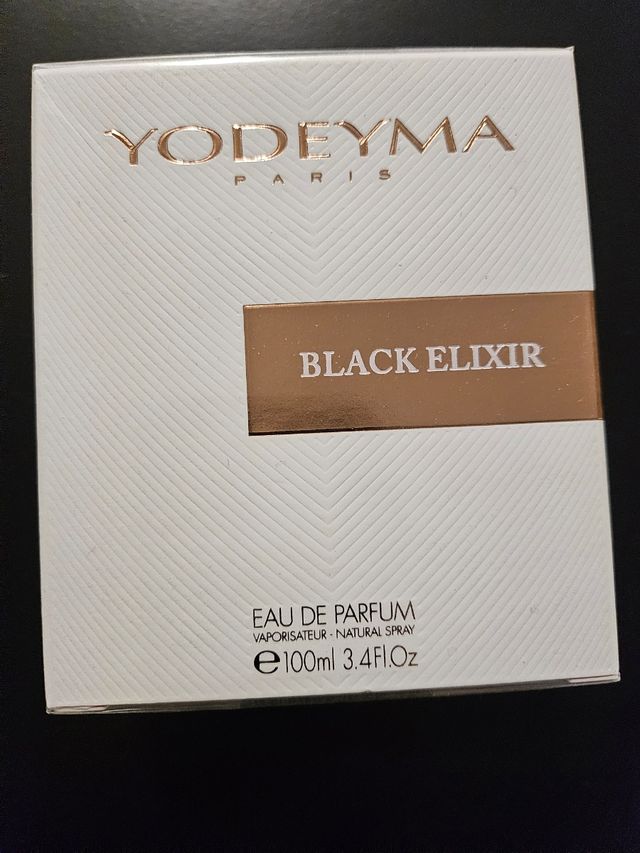 YODEYMA
PARIS
BLACK ELIXIR
EAU DE PARFUM
VAPORISATEUR - NATURAL SPRAY
℮100ml 3.4Fl.Oz